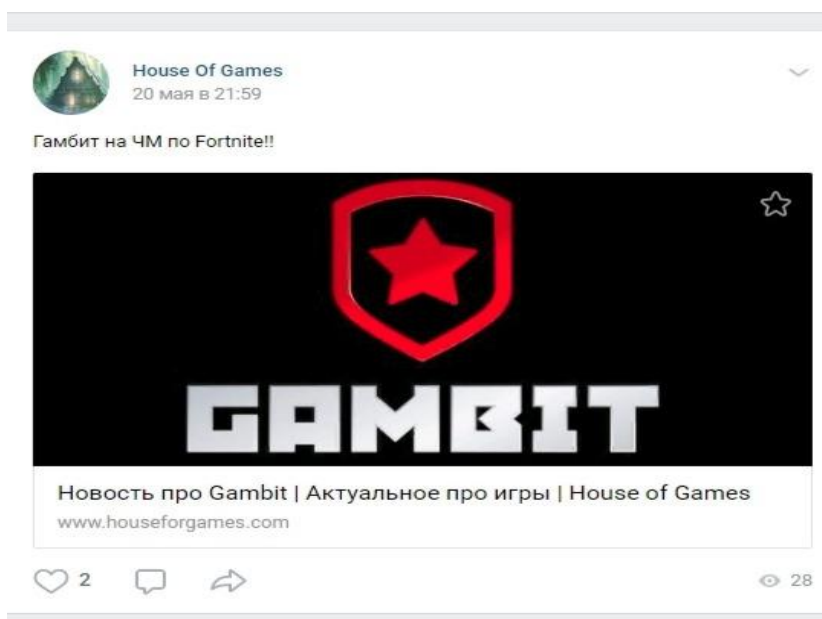 House Of Games
20 мая в 21:59
Гамбит на ЧМ по Fortnite!!
GAMBIT
Новость про Gambit | Актуальное про игры | House of Games
www.houseforgames.com
2
28